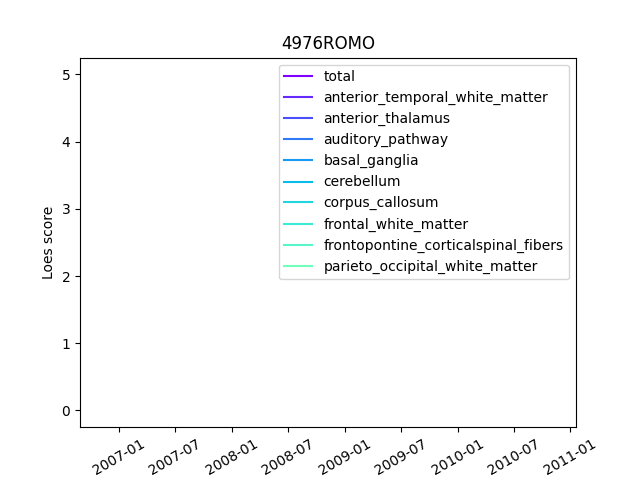 4976ROMO
5
4
3
2
1
0
Loes score
total
anterior_temporal_white_matter
anterior_thalamus
auditory_pathway
basal_ganglia
cerebellum
corpus_callosum
frontal_white_matter
frontopontine_corticalspinal_fibers
parieto_occipital_white_matter
2007-01 2007-07 2008-01 2008-07 2009-01 2009-07 2010-01 2010-07 2011-01